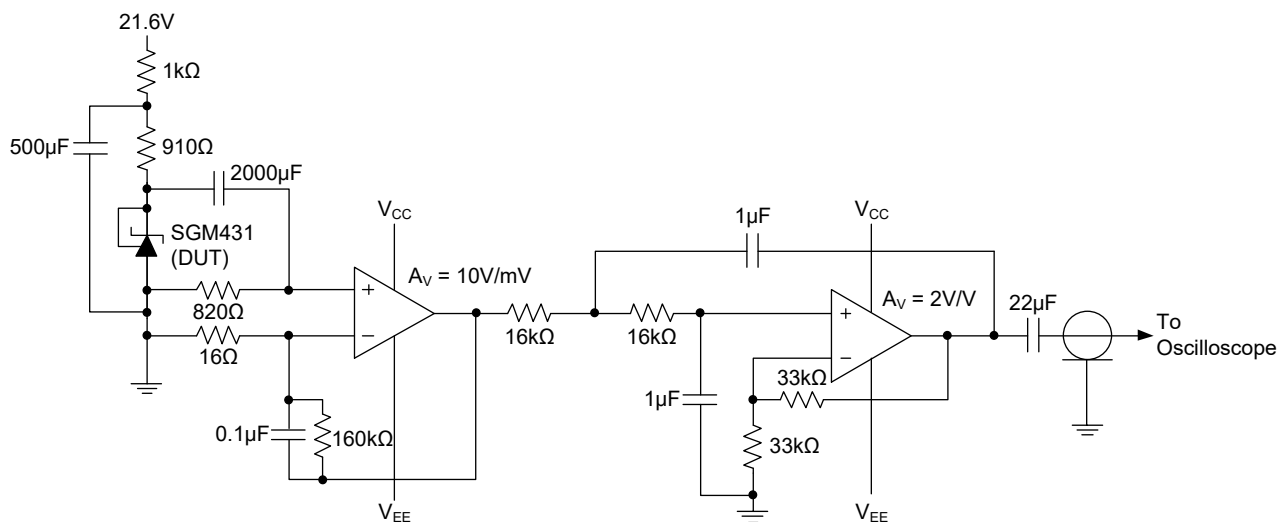 21.6V
1kΩ
500µF
910Ω
2000µF
SGM431
(DUT)
820Ω
16Ω
0.1µF
160kΩ
VCC
AV = 10V/mV
+
−
VEE
16kΩ
16kΩ
1µF
1µF
VCC
AV = 2V/V
+
−
33kΩ
33kΩ
VEE
22µF
To
Oscilloscope